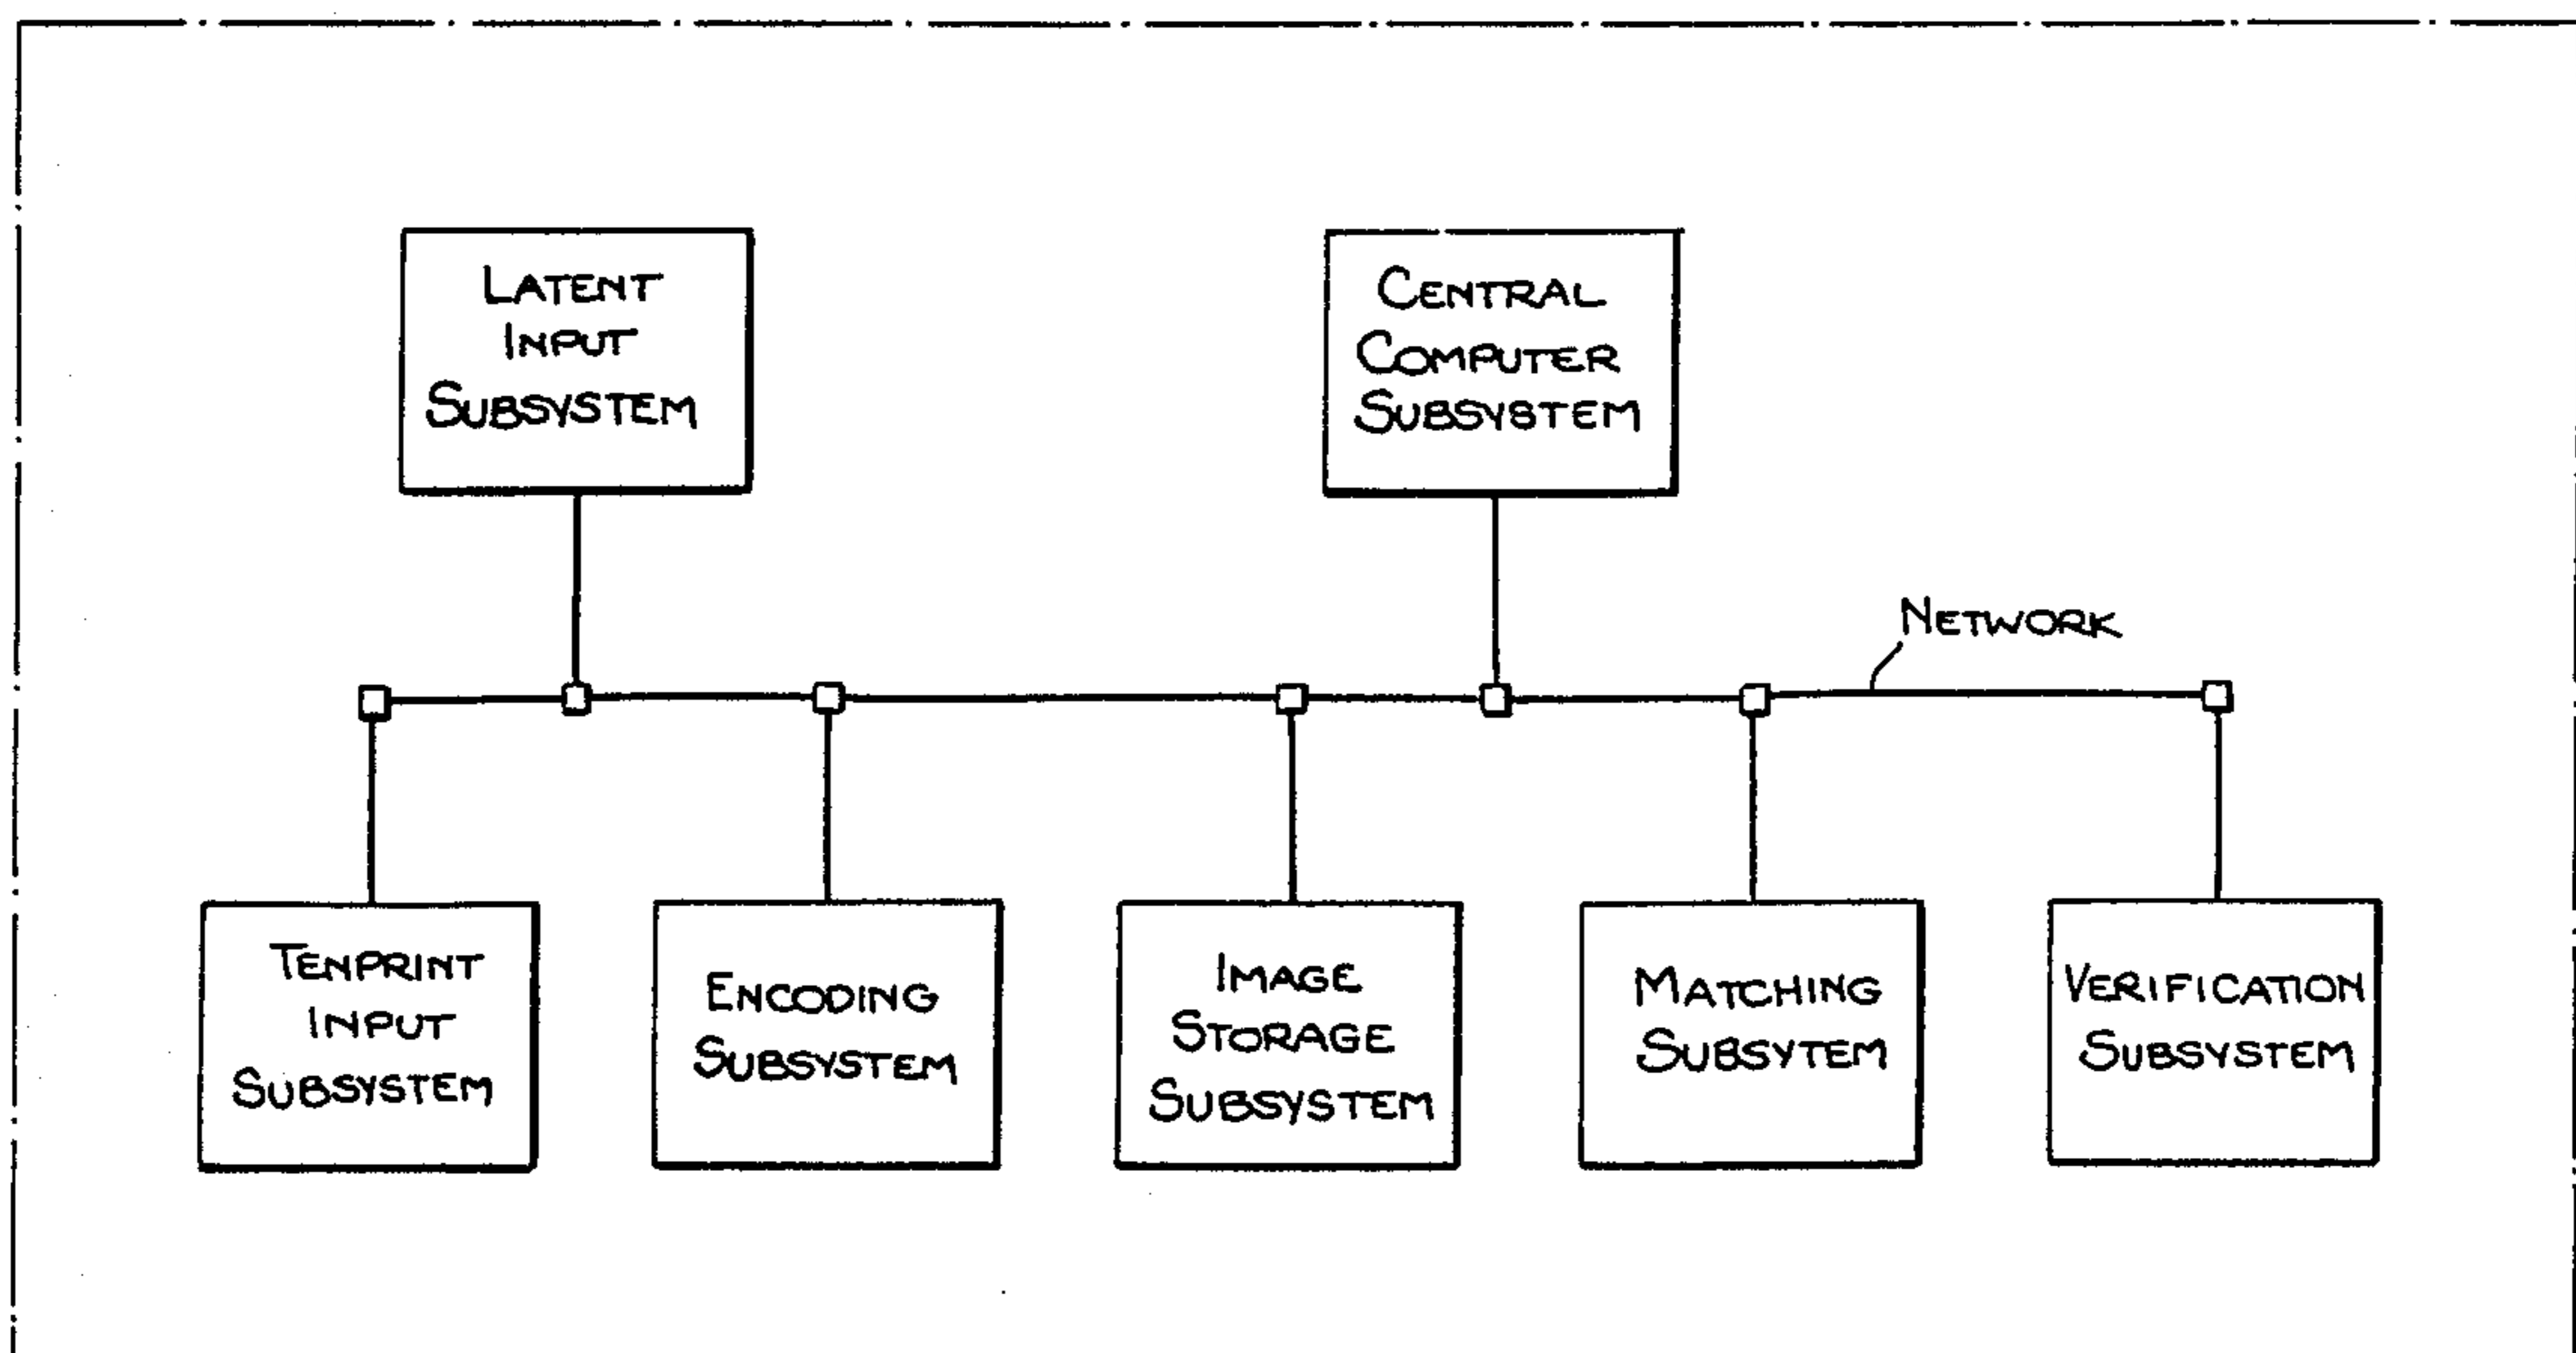 LATENT
INPUT
SUBSYSTEM
CENTRAL
COMPUTER
SUBSYSTEM
NETWORK
TENPRINT
INPUT
SUBSYSTEM
ENCODING
SUBSYSTEM
IMAGE
STORAGE
SUBSYSTEM
MATCHING
SUBSYTEM
VERIFICATION
SUBSYSTEM